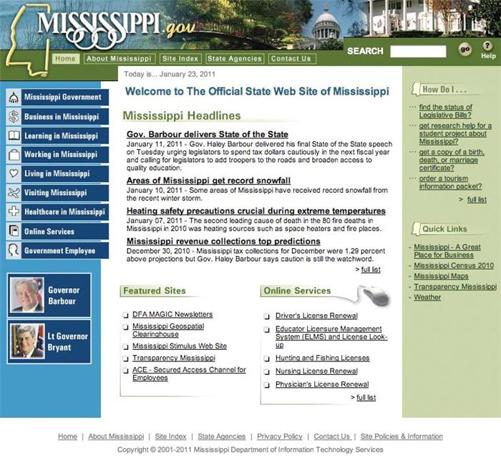 MISSISSIPPI.gov
SEARCH go ? Help
Home About Mississippi Site Index State Agencies Contact Us
Today is... January 23, 2011
Mississippi Government
Business in Mississippi
Learning in Mississippi
Working in Mississippi
Living in Mississippi
Visiting Mississippi
Healthcare in Mississippi
Online Services
Government Employee
Governor
Barbour
Lt Governor
Bryant
Welcome to The Official State Web Site of Mississippi
Mississippi Headlines
Gov. Barbour delivers State of the State
January 11, 2011 - Gov. Haley Barbour delivered his final State of the State speech
on Tuesday urging legislators to spend tax dollars cautiously in the next fiscal year
and calling for legislators to add troopers to the roads and broaden access to
quality education.
Areas of Mississippi get record snowfall
January 10, 2011 - Some areas of Mississippi have received record snowfall from
the recent winter storm.
Heating safety precautions crucial during extreme temperatures
January 07, 2011 - The second leading cause of death in the 80 fire deaths in
Mississippi in 2010 was heating sources such as space heaters and fire places.
Mississippi revenue collections top predictions
December 30, 2010 - Mississippi tax collections for December were 1.29 percent
above projections but Gov. Haley Barbour says caution is still the watchword.
> full list
Featured Sites
DFA MAGIC Newsletters
Mississippi Geospatial
Clearinghouse
Mississippi Stimulus Web Site
Transparency Mississippi
ACE - Secured Access Channel for
Employees
Online Services
Driver's License Renewal
Educator Licensure Management
System (ELMS) and License Look-
up
Hunting and Fishing Licenses
Nursing License Renewal
Physician's License Renewal
> full list
How Do I . . .
find the status of
Legislative Bills?
get research help for a
student project about
Mississippi?
get a copy of a birth,
death, or marriage
certificate?
order a tourism
information packet?
> full list
Quick Links
Mississippi - A Great
Place for Business
Mississippi Census 2010
Mississippi Maps
Transparency Mississippi
Weather
Home | About Mississippi | Site Index | State Agencies | Privacy Policy | Contact Us | Site Policies & Information
Copyright © 2001-2011 Mississippi Department of Information Technology Services